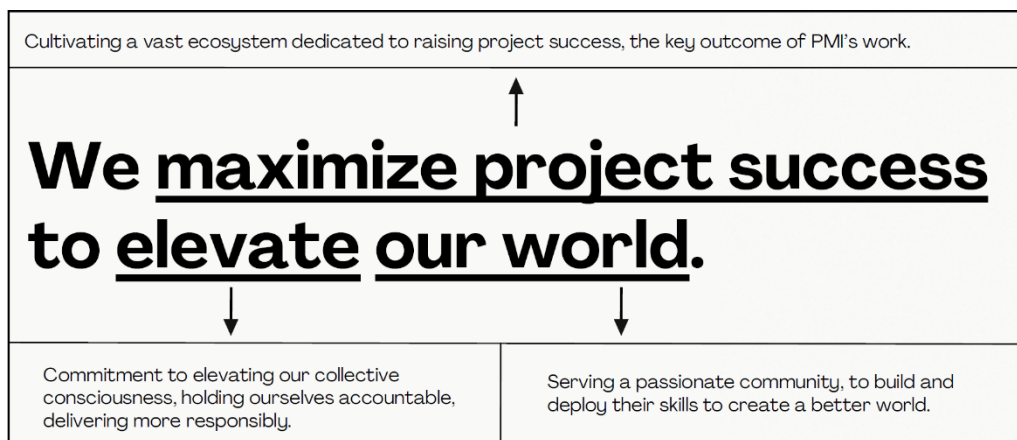 Cultivating a vast ecosystem dedicated to raising project success, the key outcome of PMI's work.
We maximize project success
to elevate our world.
Commitment to elevating our collective
consciousness, holding ourselves accountable,
delivering more responsibly.
Serving a passionate community, to build and
deploy their skills to create a better world.